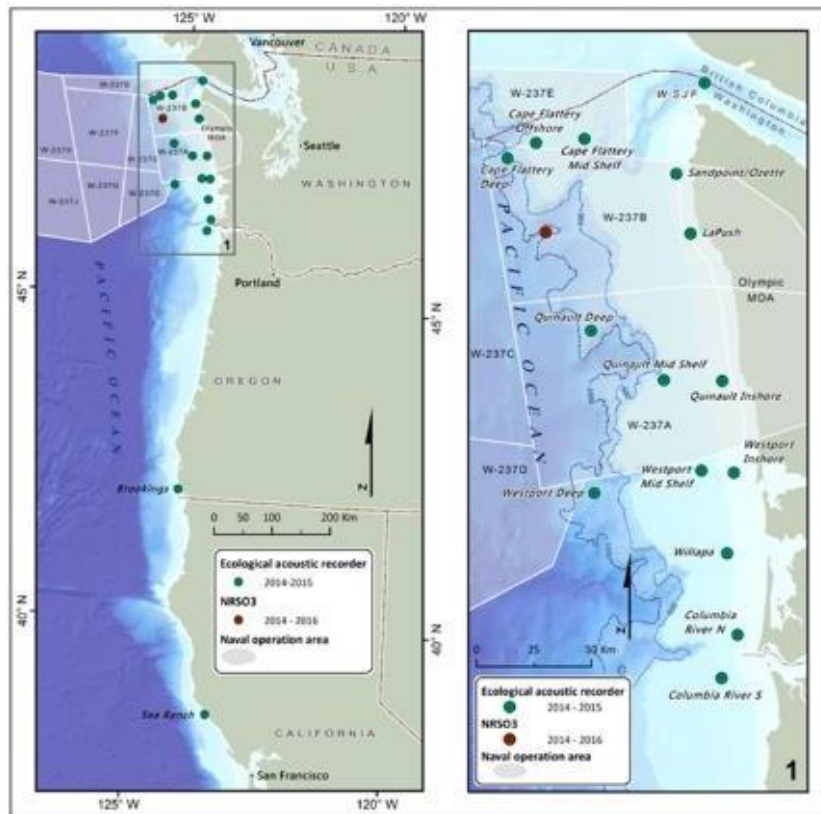 125° W
120° W
Vancouver
CANADA
U.S.A
W-237E
W-237B
W-237F
Olympic
MOA
W-237A
Seattle
WASHINGTON
W-237J
1
45° N
PACIFIC OCEAN
Portland
OREGON
N
Brookings
0 50 100 200 Km
Ecological acoustic recorder
2014-2015
NRSO3
2014 - 2016
Naval operation area
40° N
Sea Ranch
CALIFORNIA
San Francisco
125° W
120° W
W-237E
British Columbia
Washington
W SJF
Cape Flattery
Offshore
Cape Flattery
Mid Shelf
Cape Flattery
Deep
Sandpoint/Ozette
PACIFIC OCEAN
W-237B
LaPush
45° N
Olympic
MOA
Quinault Deep
W-237C
Quinault Mid Shelf
Quinault Inshore
W-237A
Westport
Inshore
W-237D
Westport
Mid Shelf
Westport Deep
Willapa
Columbia
River N
N
40° N
0 25 50 Km
Columbia River S
Ecological acoustic recorder
2014 - 2015
NRSO3
2014 - 2016
Naval operation area
1